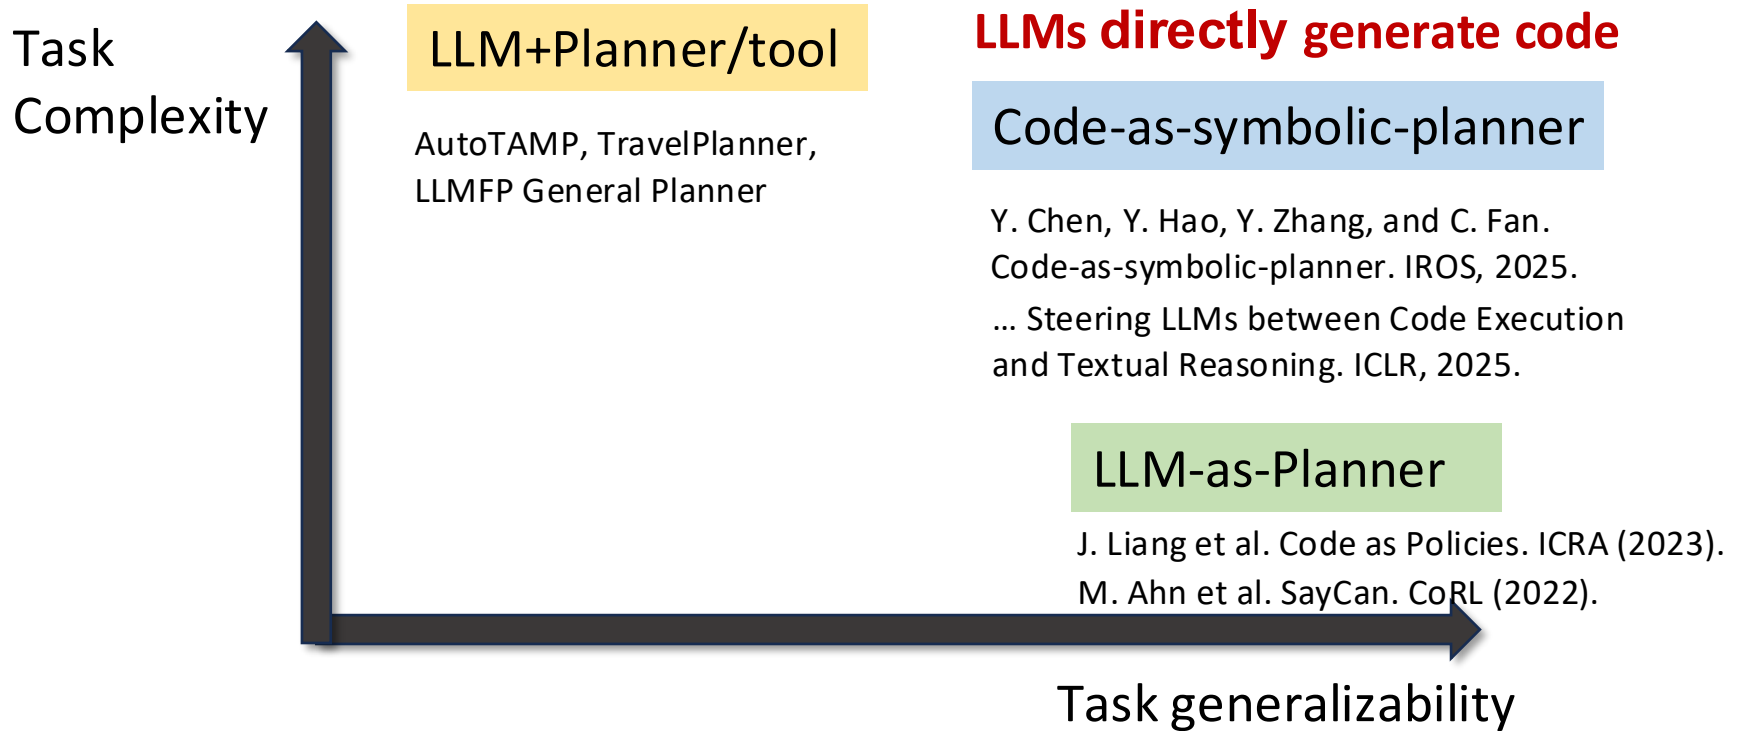 Task
Complexity
LLM+Planner/tool
AutoTAMP, TravelPlanner,
LLMFP General Planner
LLMs directly generate code
Code-as-symbolic-planner
Y. Chen, Y. Hao, Y. Zhang, and C. Fan.
Code-as-symbolic-planner. IROS, 2025.
... Steering LLMs between Code Execution
and Textual Reasoning. ICLR, 2025.
LLM-as-Planner
J. Liang et al. Code as Policies. ICRA (2023).
M. Ahn et al. SayCan. CoRL (2022).
Task generalizability